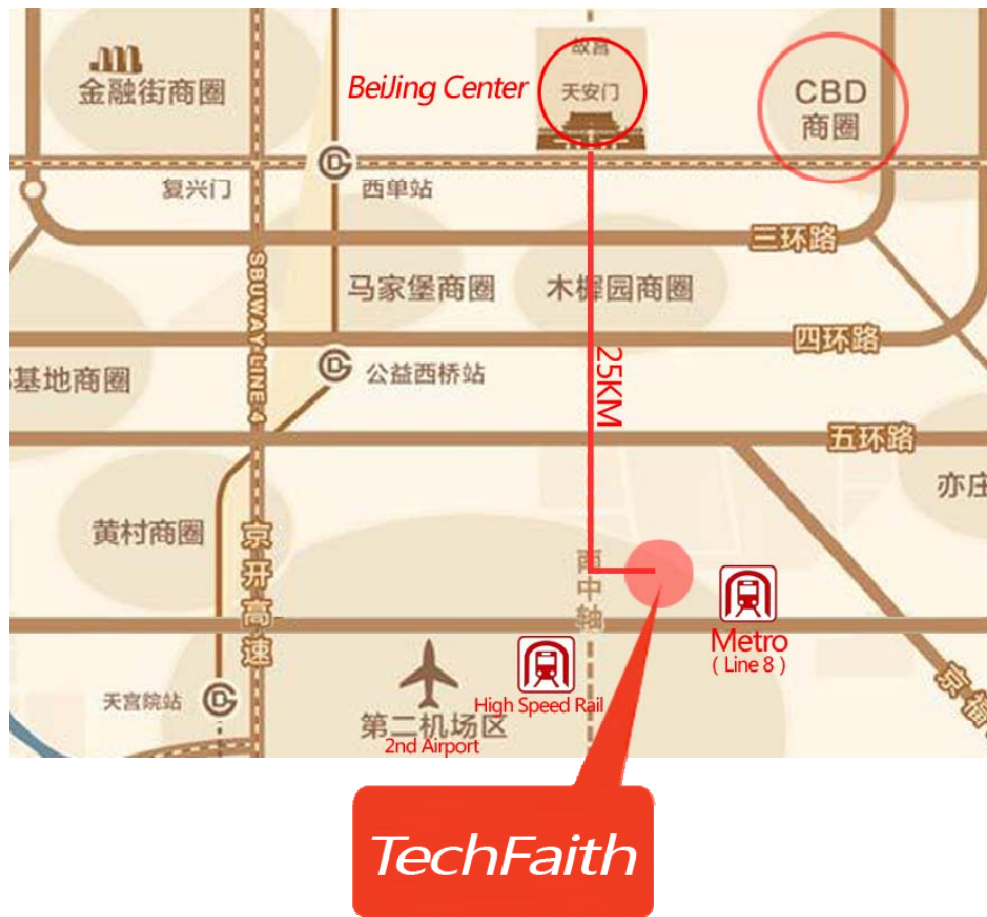 故宫
金融街商圈
BeiJing Center
天安门
CBD
商圈
复兴门
西单站
三环路
SBUWAY LINE 4
马家堡商圈
木樨园商圈
四环路
25KM
基地商圈
公益西桥站
五环路
亦庄
黄村商圈
京开高速
南中轴
Metro
( Line 8 )
天宫院站
High Speed Rail
第二机场区
2nd Airport
京福
TechFaith